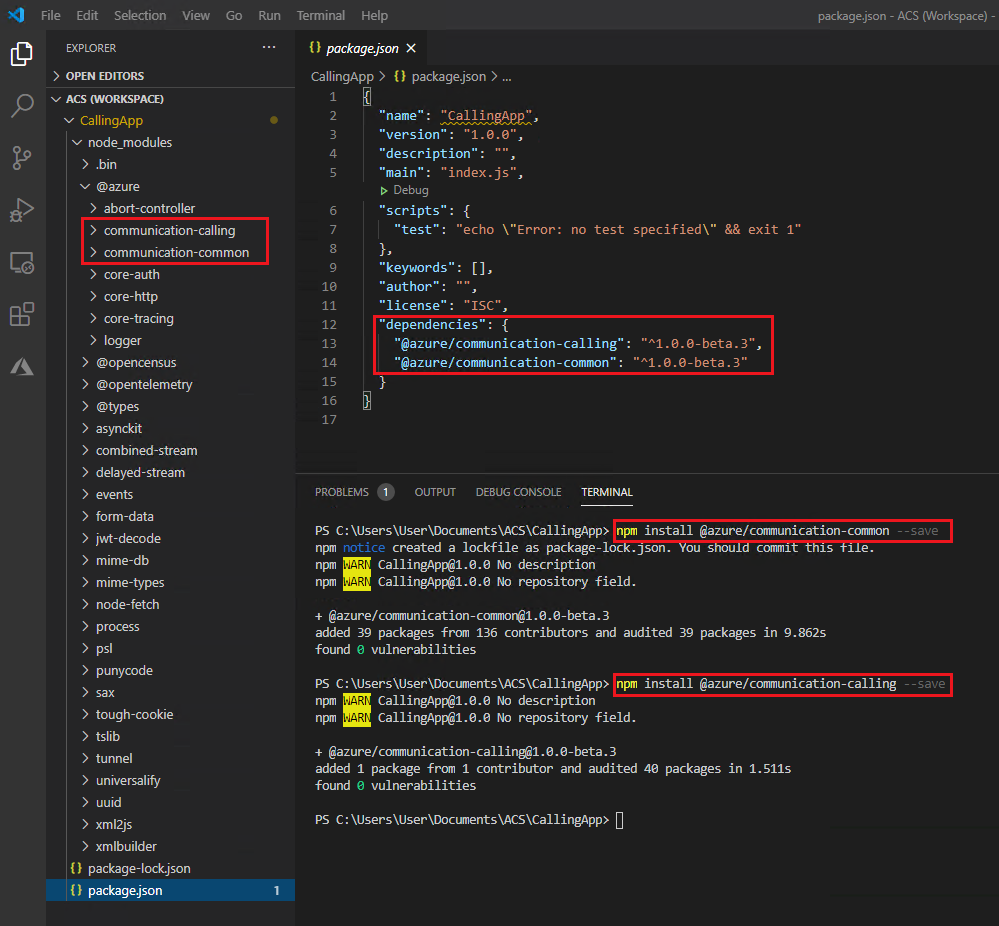 File Edit Selection View Go Run Terminal Help
package.json - ACS (Workspace) -
EXPLORER ...
OPEN EDITORS
ACS (WORKSPACE)
CallingApp
node_modules
.bin
@azure
abort-controller
communication-calling
communication-common
core-auth
core-http
core-tracing
logger
@opencensus
@opentelemetry
@types
asynckit
combined-stream
delayed-stream
events
form-data
jwt-decode
mime-db
mime-types
node-fetch
process
psl
punycode
sax
tough-cookie
tslib
tunnel
universalify
uuid
xml2js
xmlbuilder
{} package-lock.json
{} package.json 1
{} package.json ×
CallingApp > {} package.json > ...
1 {
2 "name": "CallingApp",
3 "version": "1.0.0",
4 "description": "",
5 "main": "index.js",
Debug
6 "scripts": {
7 "test": "echo \"Error: no test specified\" && exit 1"
8 },
9 "keywords": [],
10 "author": "",
11 "license": "ISC",
12 "dependencies": {
13 "@azure/communication-calling": "^1.0.0-beta.3",
14 "@azure/communication-common": "^1.0.0-beta.3"
15 }
16 }
17
PROBLEMS 1 OUTPUT DEBUG CONSOLE TERMINAL
PS C:\Users\User\Documents\ACS\CallingApp> npm install @azure/communication-common --save
npm notice created a lockfile as package-lock.json. You should commit this file.
npm WARN CallingApp@1.0.0 No description
npm WARN CallingApp@1.0.0 No repository field.
+ @azure/communication-common@1.0.0-beta.3
added 39 packages from 136 contributors and audited 39 packages in 9.862s
found 0 vulnerabilities
PS C:\Users\User\Documents\ACS\CallingApp> npm install @azure/communication-calling --save
npm WARN CallingApp@1.0.0 No description
npm WARN CallingApp@1.0.0 No repository field.
+ @azure/communication-calling@1.0.0-beta.3
added 1 package from 1 contributor and audited 40 packages in 1.511s
found 0 vulnerabilities
PS C:\Users\User\Documents\ACS\CallingApp>